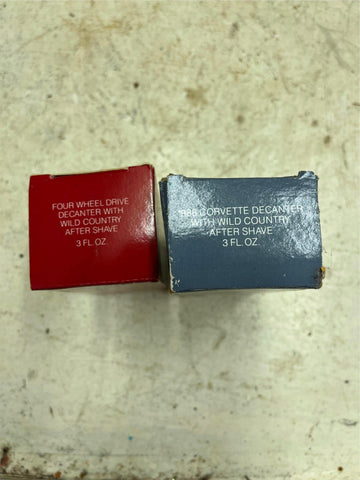 FOUR WHEEL DRIVE
DECANTER WITH
WILD COUNTRY
AFTER SHAVE
3 FL. OZ.
CORVETTE DECANTER
WITH WILD COUNTRY
AFTER SHAVE
3 FL. OZ.